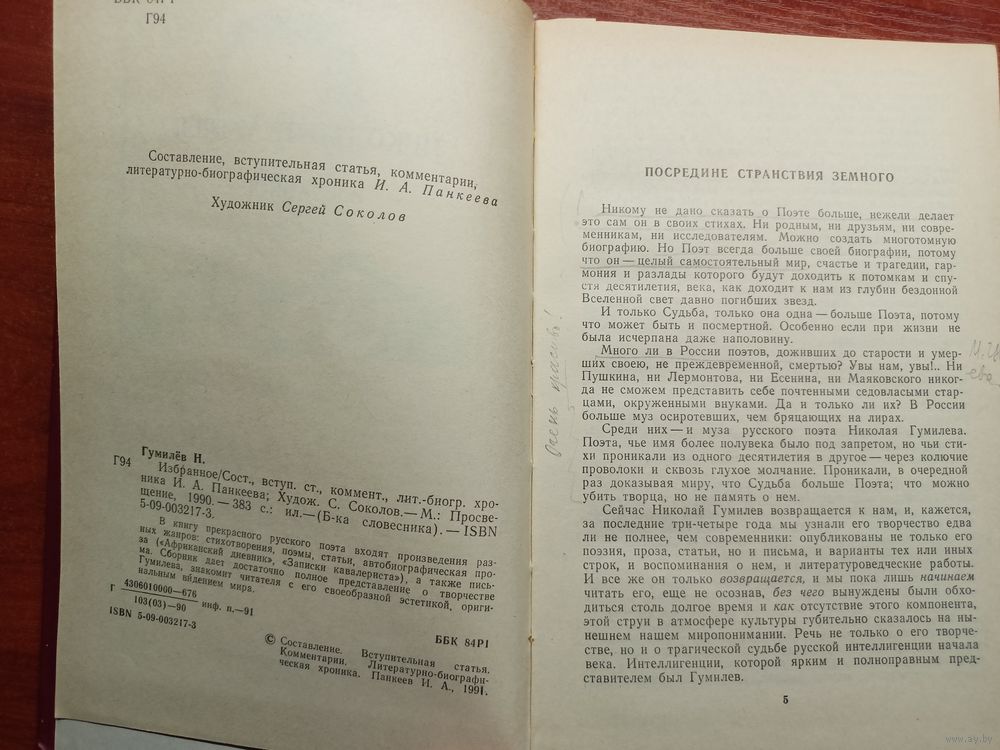 ББК 84Р1
Г94
Составление, вступительная статья, комментарии,
литературно-биографическая хроника И. А. Панкеева
Художник Сергей Соколов
Гумилёв Н.
Г94
Избранное/Сост., вступ. ст., коммент., лит.-биогр. хро-
ника И. А. Панкеева; Худож. С. Соколов.— М.: Просве-
щение, 1990.— 383 с.: ил.— (Б-ка словесника).— ISBN
5-09-003217-3.
В книгу прекрасного русского поэта входят произведения раз-
ных жанров: стихотворения, поэмы, статьи, автобиографическая про-
за («Африканский дневник», «Записки кавалериста»), а также пись-
ма. Сборник дает достаточно полное представление о творчестве
Гумилева, знакомит читателя с его своеобразной эстетикой, ориги-
нальным ви́дением мира.
Г 4306010000—676
103(03)—90 инф. п.—91
ISBN 5-09-003217-3
ББК 84Р1
© Составление. Вступительная статья.
Комментарии. Литературно-биографи-
ческая хроника. Панкеев И. А., 1991.
ПОСРЕДИНЕ СТРАНСТВИЯ ЗЕМНОГО
Никому не дано сказать о Поэте больше, нежели делает
это сам он в своих стихах. Ни родным, ни друзьям, ни совре-
менникам, ни исследователям. Можно создать многотомную
биографию. Но Поэт всегда больше своей биографии, потому
что он — целый самостоятельный мир, счастье и трагедии, гар-
мония и разлады которого будут доходить к потомкам и спу-
стя десятилетия, века, как доходит к нам из глубин бездонной
Вселенной свет давно погибших звезд.
И только Судьба, только она одна — больше Поэта, потому
что может быть и посмертной. Особенно если при жизни не
была исчерпана даже наполовину.
Много ли в России поэтов, доживших до старости и умер-
ших своею, не преждевременной, смертью? Увы нам, увы!.. Ни
Пушкина, ни Лермонтова, ни Есенина, ни Маяковского никог-
да не сможем представить себе почтенными седовласыми стар-
цами, окруженными внуками. Да и только ли их? В России
больше муз осиротевших, чем бряцающих на лирах.
Среди них — и муза русского поэта Николая Гумилева.
Поэта, чье имя более полувека было под запретом, но чьи сти-
хи проникали из одного десятилетия в другое — через колючие
проволоки и сквозь глухое молчание. Проникали, в очередной
раз доказывая миру, что Судьба больше Поэта; что можно
убить творца, но не память о нем.
Сейчас Николай Гумилев возвращается к нам, и, кажется,
за последние три-четыре года мы узнали его творчество едва
ли не полнее, чем современники: опубликованы не только его
поэзия, проза, статьи, но и письма, и варианты тех или иных
строк, и воспоминания о нем, и литературоведческие работы.
И все же он только возвращается, и мы пока лишь начинаем
читать его, еще не осознав, без чего вынуждены были обхо-
диться столь долгое время и как отсутствие этого компонента,
этой струи в атмосфере культуры губительно сказалось на ны-
нешнем нашем миропонимании. Речь не только о его творче-
стве, но и о трагической судьбе русской интеллигенции начала
века. Интеллигенции, которой ярким и полноправным пред-
ставителем был Гумилев.
5
Очень красиво!
www.ay.by